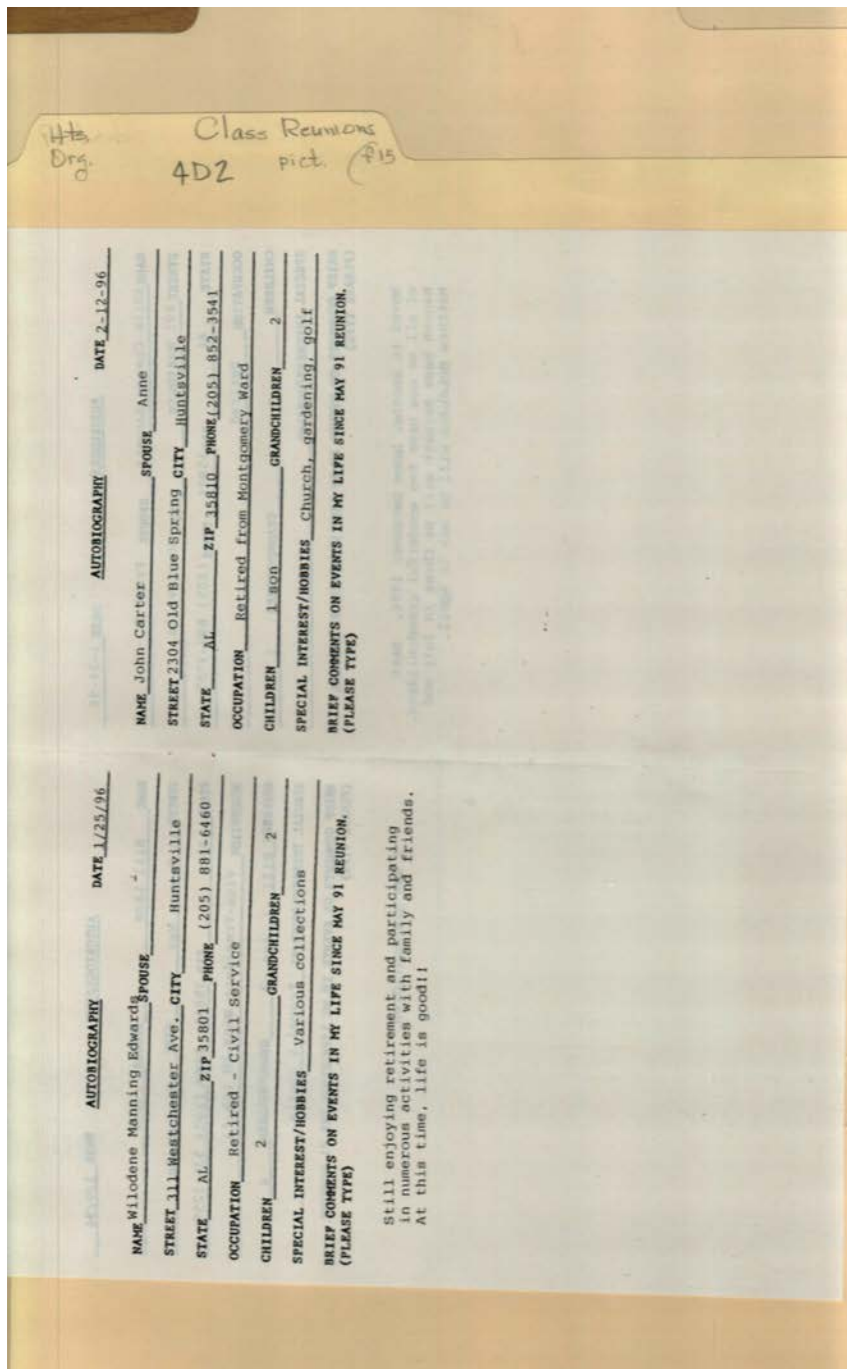 Hts. Class Reunions
Org. 4D2 pict.
AUTOBIOGRAPHY DATE 1/25/96
NAME Wilodene Manning Edwards SPOUSE
STREET 311 Westchester Ave. CITY Huntsville
STATE AL ZIP 35801 PHONE (205) 881-6460
OCCUPATION Retired - Civil Service
CHILDREN 2 GRANDCHILDREN 2
SPECIAL INTEREST/HOBBIES Various collections
BRIEF COMMENTS ON EVENTS IN MY LIFE SINCE MAY 91 REUNION.
(PLEASE TYPE)
Still enjoying retirement and participating
in numerous activities with family and friends.
At this time, life is good!!
AUTOBIOGRAPHY DATE 2-12-96
NAME John Carter SPOUSE Anne
STREET 2304 Old Blue Spring CITY Huntsville
STATE AL ZIP 35810 PHONE (205) 852-3541
OCCUPATION Retired from Montgomery Ward
CHILDREN 1 son GRANDCHILDREN 2
SPECIAL INTEREST/HOBBIES Church, gardening, golf
BRIEF COMMENTS ON EVENTS IN MY LIFE SINCE MAY 91 REUNION.
(PLEASE TYPE)